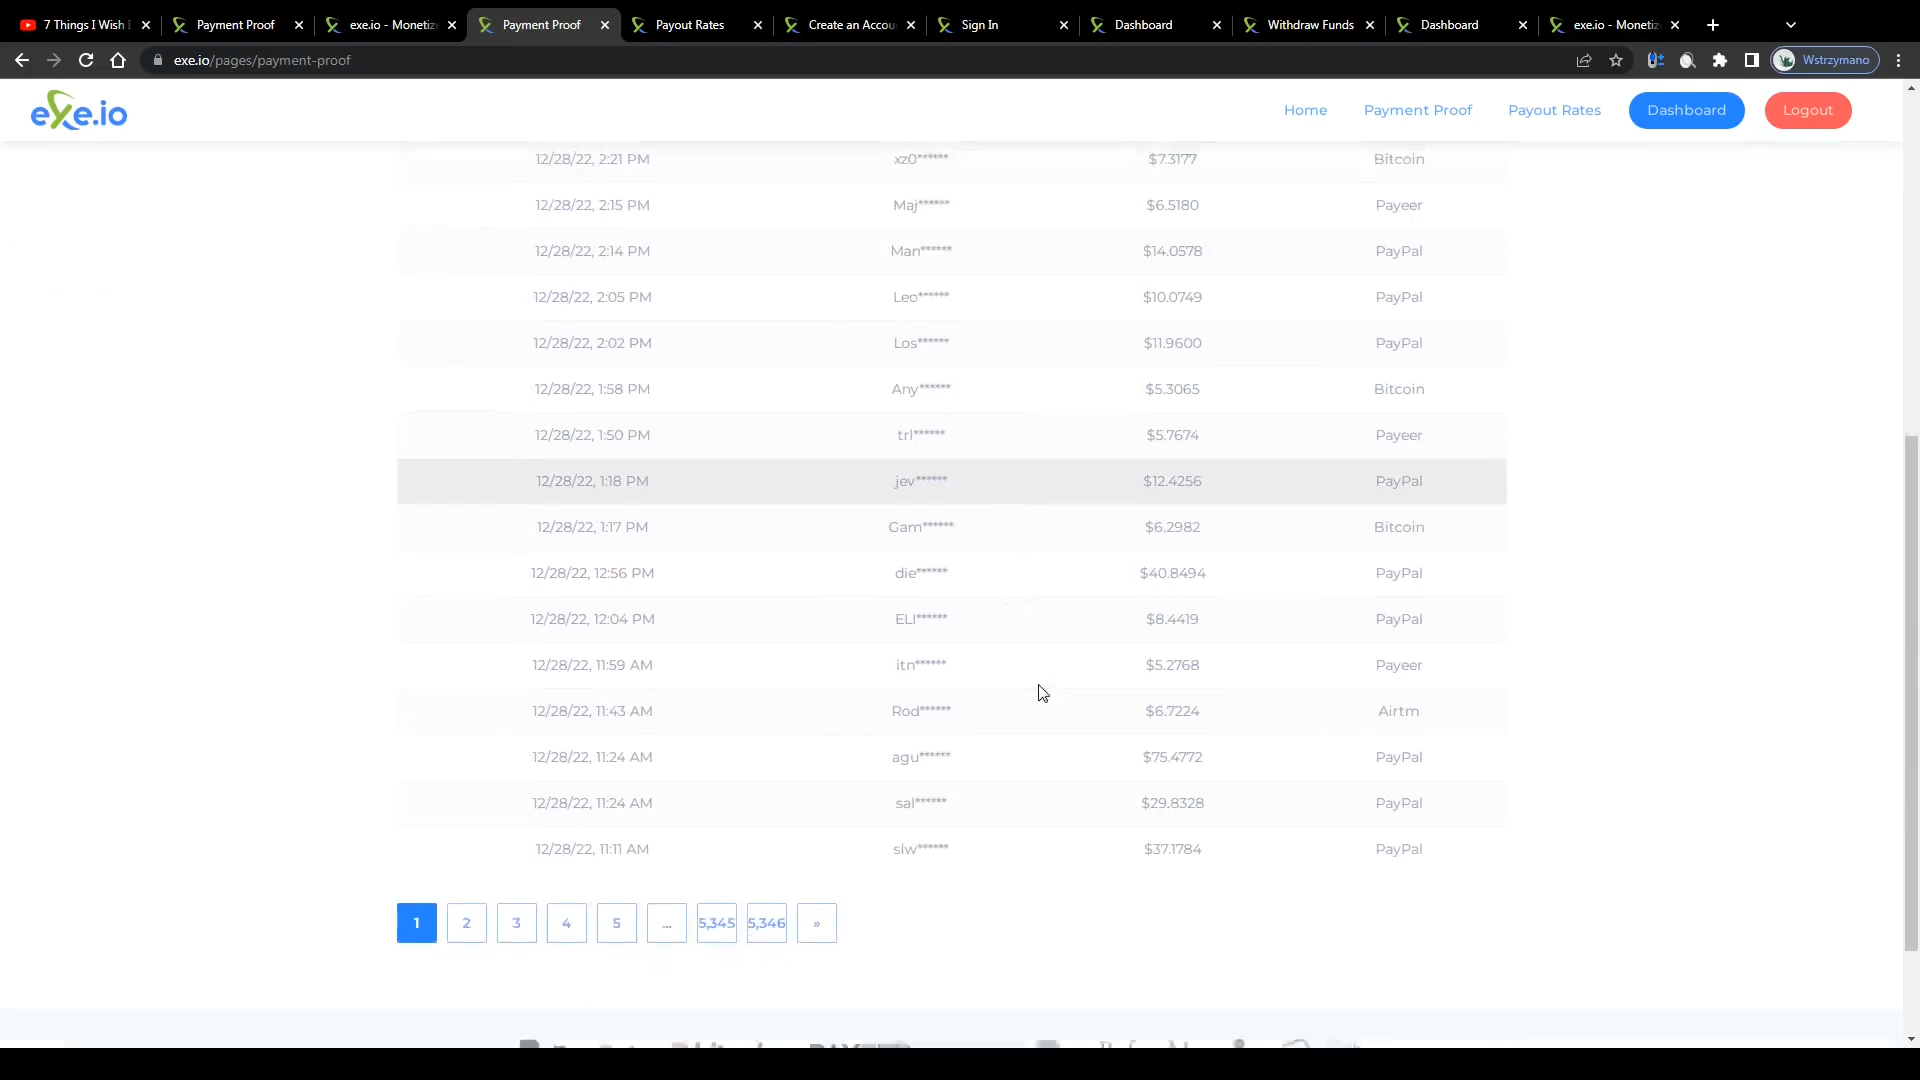 7 Things I Wish I
Payment Proof
exe.io - Monetize
Payment Proof
Payout Rates
Create an Accou
Sign In
Dashboard
Withdraw Funds
Dashboard
exe.io - Monetiz
exe.io/pages/payment-proof
Wstrzymano
exe.io
Home Payment Proof Payout Rates Dashboard Logout
12/28/22, 2:21 PM xz0****** $7.3177 Bitcoin
12/28/22, 2:15 PM Maj****** $6.5180 Payeer
12/28/22, 2:14 PM Man****** $14.0578 PayPal
12/28/22, 2:05 PM Leo****** $10.0749 PayPal
12/28/22, 2:02 PM Los****** $11.9600 PayPal
12/28/22, 1:58 PM Any****** $5.3065 Bitcoin
12/28/22, 1:50 PM trl****** $5.7674 Payeer
12/28/22, 1:18 PM jev****** $12.4256 PayPal
12/28/22, 1:17 PM Gam****** $6.2982 Bitcoin
12/28/22, 12:56 PM die****** $40.8494 PayPal
12/28/22, 12:04 PM ELI****** $8.4419 PayPal
12/28/22, 11:59 AM itn****** $5.2768 Payeer
12/28/22, 11:43 AM Rod****** $6.7224 Airtm
12/28/22, 11:24 AM agu****** $75.4772 PayPal
12/28/22, 11:24 AM sal****** $29.8328 PayPal
12/28/22, 11:11 AM slw****** $37.1784 PayPal
1 2 3 4 5 ... 5,345 5,346 »